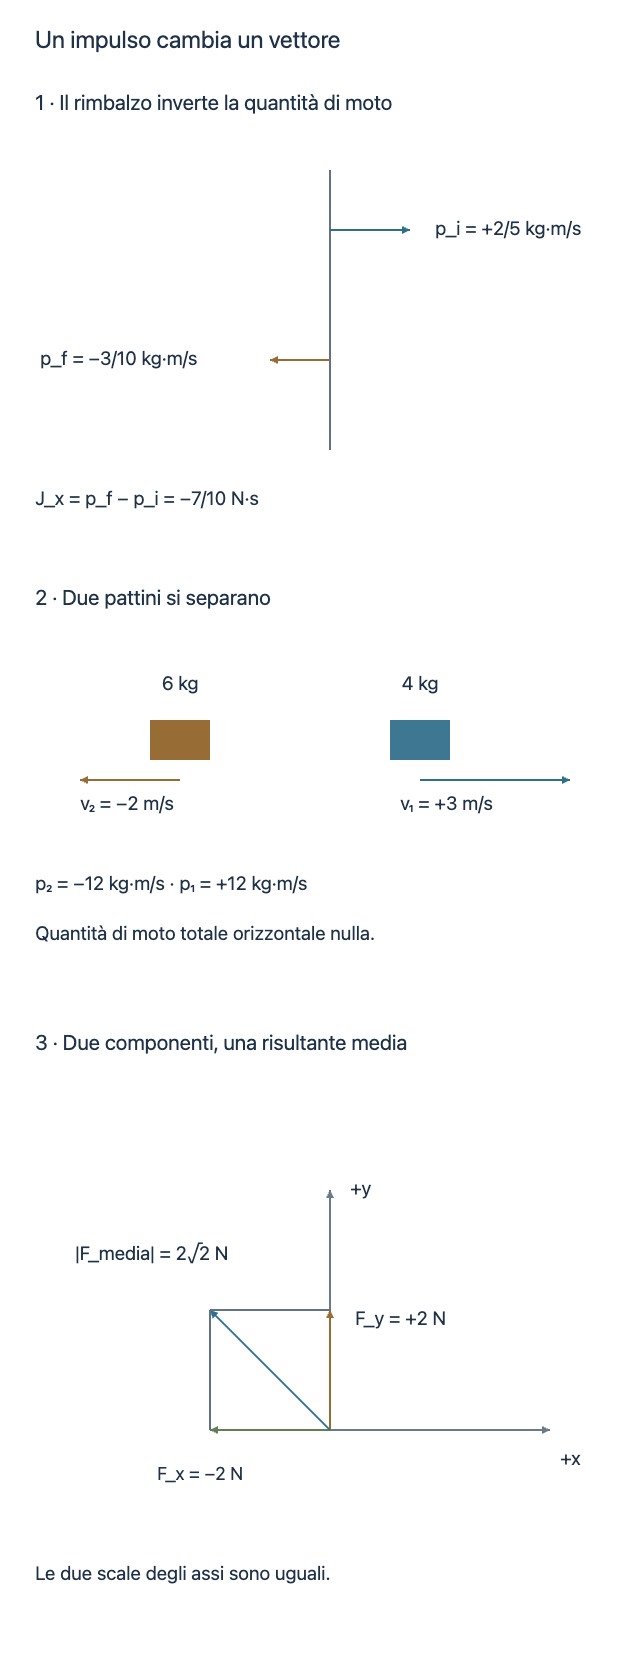 Un impulso cambia un vettore
1 · Il rimbalzo inverte la quantità di moto
p_i = +2/5 kg·m/s
p_f = −3/10 kg·m/s
J_x = p_f − p_i = −7/10 N·s
2 · Due pattini si separano
6 kg
4 kg
v₂ = −2 m/s
v₁ = +3 m/s
p₂ = −12 kg·m/s · p₁ = +12 kg·m/s
Quantità di moto totale orizzontale nulla.
3 · Due componenti, una risultante media
+y
|F_media| = 2√2 N
F_y = +2 N
+x
F_x = −2 N
Le due scale degli assi sono uguali.